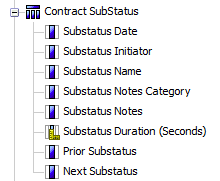 Contract SubStatus
Substatus Date
Substatus Initiator
Substatus Name
Substatus Notes Category
Substatus Notes
Substatus Duration (Seconds)
Prior Substatus
Next Substatus